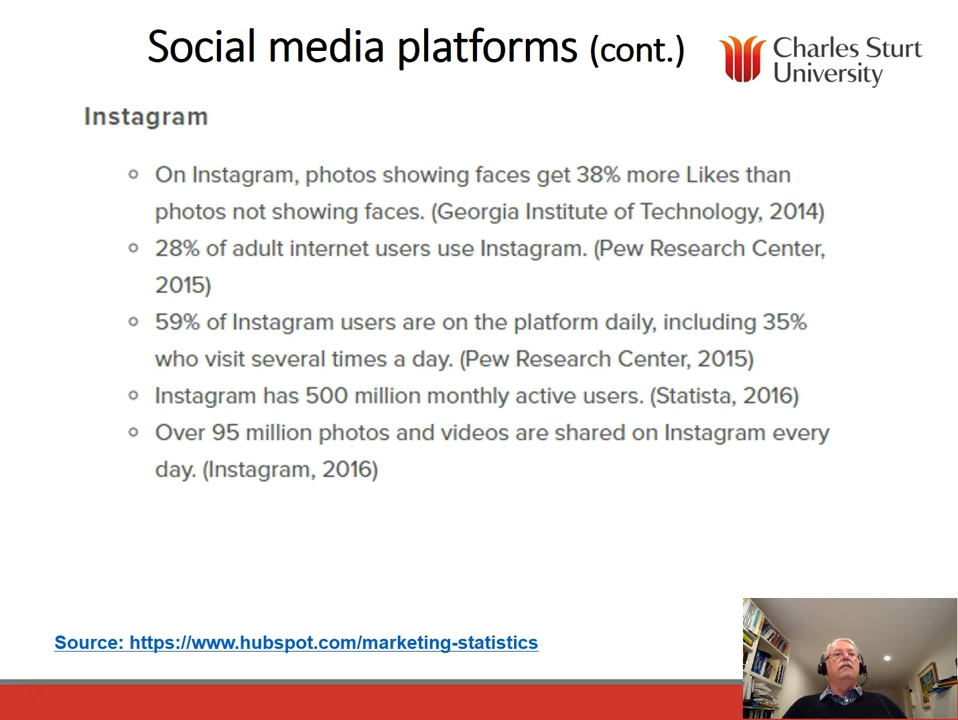 Social media platforms (cont.)
Charles Sturt
University
Instagram
On Instagram, photos showing faces get 38% more Likes than
photos not showing faces. (Georgia Institute of Technology, 2014)
28% of adult internet users use Instagram. (Pew Research Center,
2015)
59% of Instagram users are on the platform daily, including 35%
who visit several times a day. (Pew Research Center, 2015)
Instagram has 500 million monthly active users. (Statista, 2016)
Over 95 million photos and videos are shared on Instagram every
day. (Instagram, 2016)
Source: https://www.hubspot.com/marketing-statistics